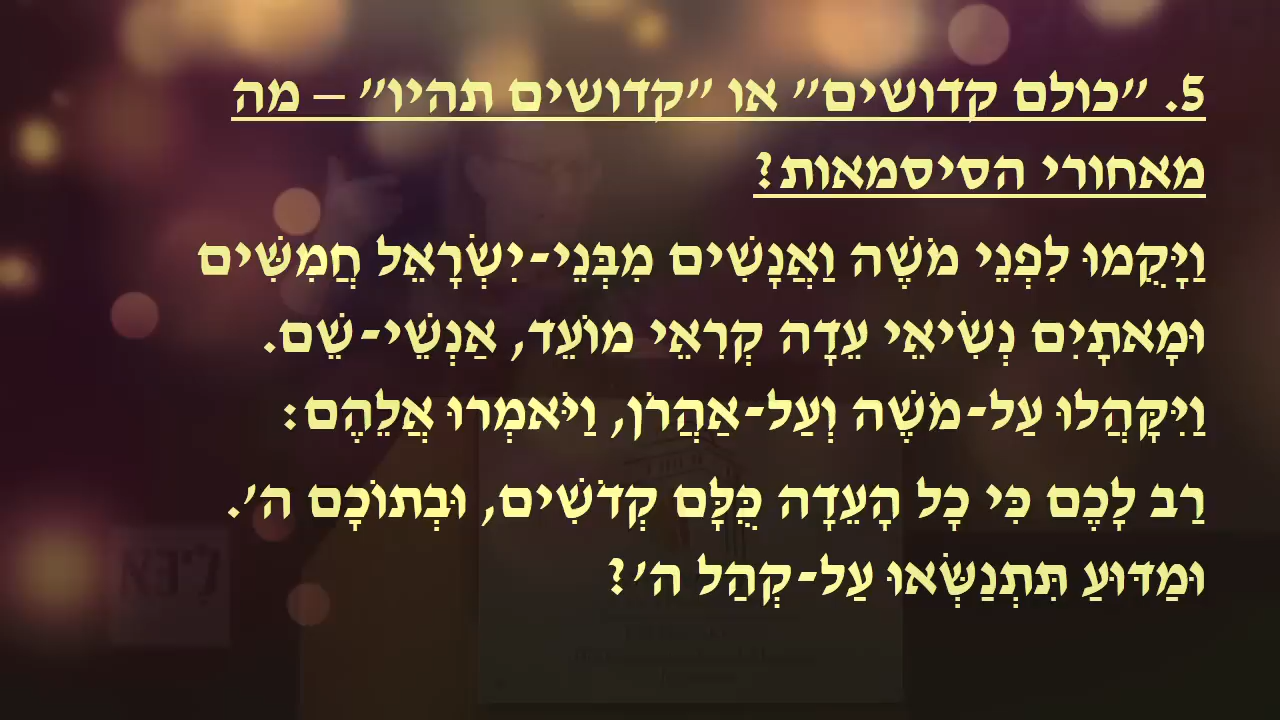 5. "כולם קדושים" או "קדושים תהיו" – מה
מאחורי הסיסמאות?
וַיָּקֻמוּ לִפְנֵי מֹשֶׁה וַאֲנָשִׁים מִבְּנֵי-יִשְׂרָאֵל חֲמִשִּׁים
וּמָאתָיִם נְשִׂיאֵי עֵדָה קְרִאֵי מוֹעֵד, אַנְשֵׁי-שֵׁם.
וַיִּקָּהֲלוּ עַל-מֹשֶׁה וְעַל-אַהֲרֹן, וַיֹּאמְרוּ אֲלֵהֶם:
רַב לָכֶם כִּי כָל הָעֵדָה כֻּלָּם קְדֹשִׁים, וּבְתוֹכָם ה'.
וּמַדּוּעַ תִּתְנַשְּׂאוּ עַל-קְהַל ה'?